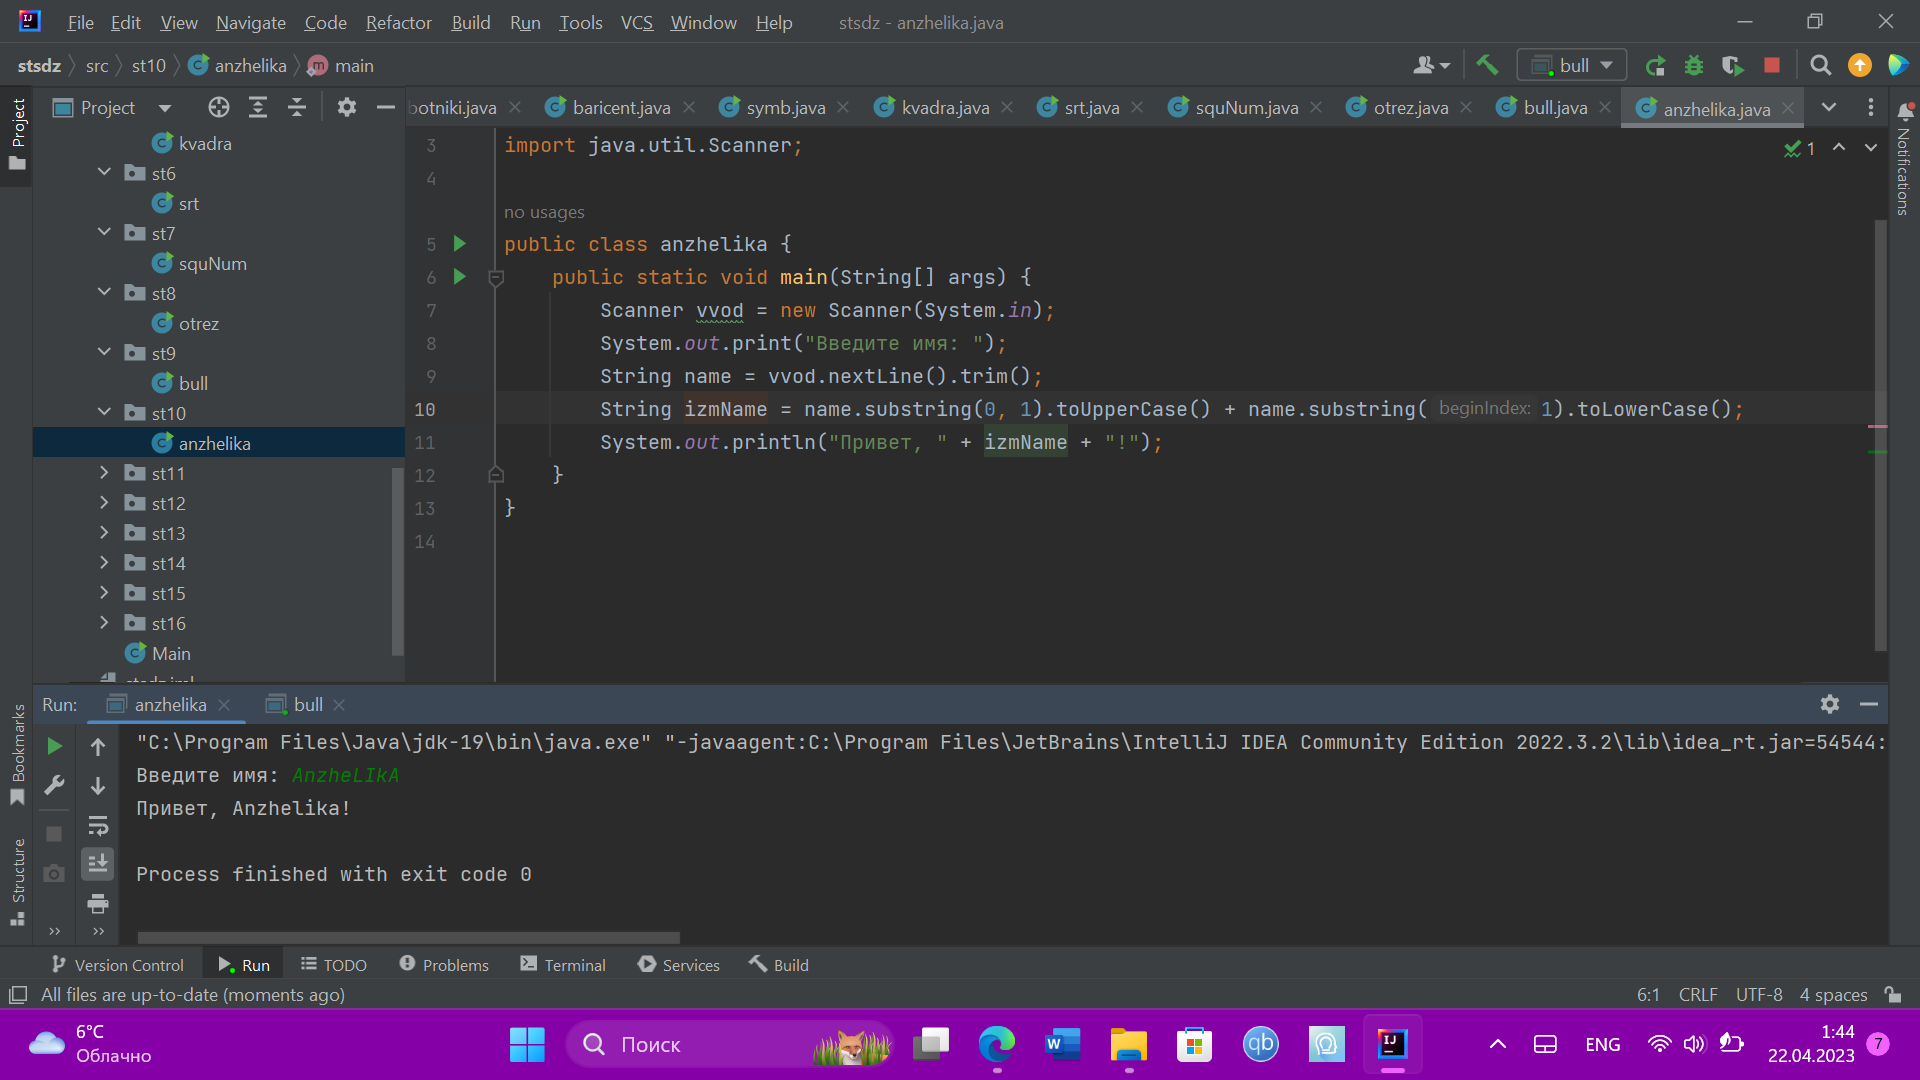 File Edit View Navigate Code Refactor Build Run Tools VCS Window Help stsdz - anzhelika.java
stsdz src st10 anzhelika main bull
Project
botniki.java baricent.java symb.java kvadra.java srt.java squNum.java otrez.java bull.java anzhelika.java
Project
Notifications
kvadra
st6
srt
st7
squNum
st8
otrez
st9
bull
st10
anzhelika
st11
st12
st13
st14
st15
st16
Main
1
3 import java.util.Scanner;
4
no usages
5 public class anzhelika {
6 public static void main(String[] args) {
7 Scanner vvod = new Scanner(System.in);
8 System.out.print("Введите имя: ");
9 String name = vvod.nextLine().trim();
10 String izmName = name.substring(0, 1).toUpperCase() + name.substring( beginIndex: 1).toLowerCase();
11 System.out.println("Привет, " + izmName + "!");
12 }
13 }
14
Run: anzhelika bull
Bookmarks
Structure
"C:\Program Files\Java\jdk-19\bin\java.exe" "-javaagent:C:\Program Files\JetBrains\IntelliJ IDEA Community Edition 2022.3.2\lib\idea_rt.jar=54544:
Введите имя: AnzheLIkA
Привет, Anzhelika!
Process finished with exit code 0
Version Control Run TODO Problems Terminal Services Build
All files are up-to-date (moments ago) 6:1 CRLF UTF-8 4 spaces
6°C
Облачно
Поиск
ENG
1:44
22.04.2023
7